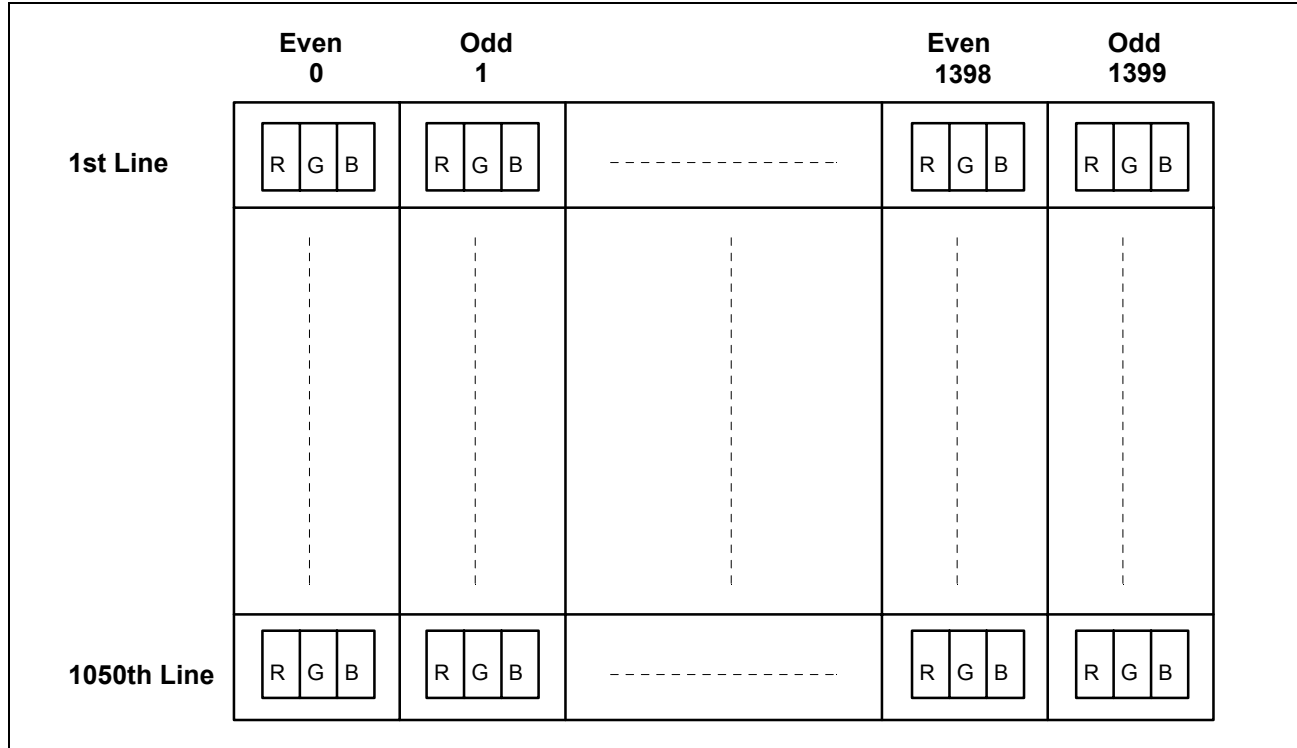 Even Odd Even Odd
0 1 1398 1399
1st Line R G B R G B R G B R G B
1050th Line R G B R G B R G B R G B